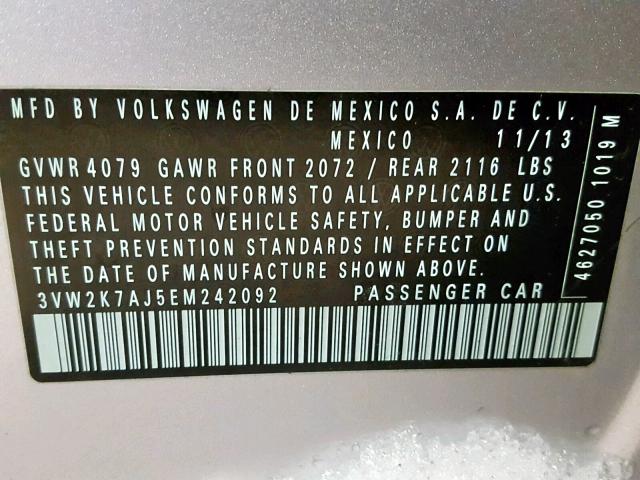 MFD BY VOLKSWAGEN DE MEXICO S.A. DE C.V.
MEXICO 11/13
GVWR 4079 GAWR FRONT 2072 / REAR 2116 LBS
THIS VEHICLE CONFORMS TO ALL APPLICABLE U.S.
FEDERAL MOTOR VEHICLE SAFETY, BUMPER AND
THEFT PREVENTION STANDARDS IN EFFECT ON
THE DATE OF MANUFACTURE SHOWN ABOVE.
3VW2K7AJ5EM242092 PASSENGER CAR
4627050 1019 M